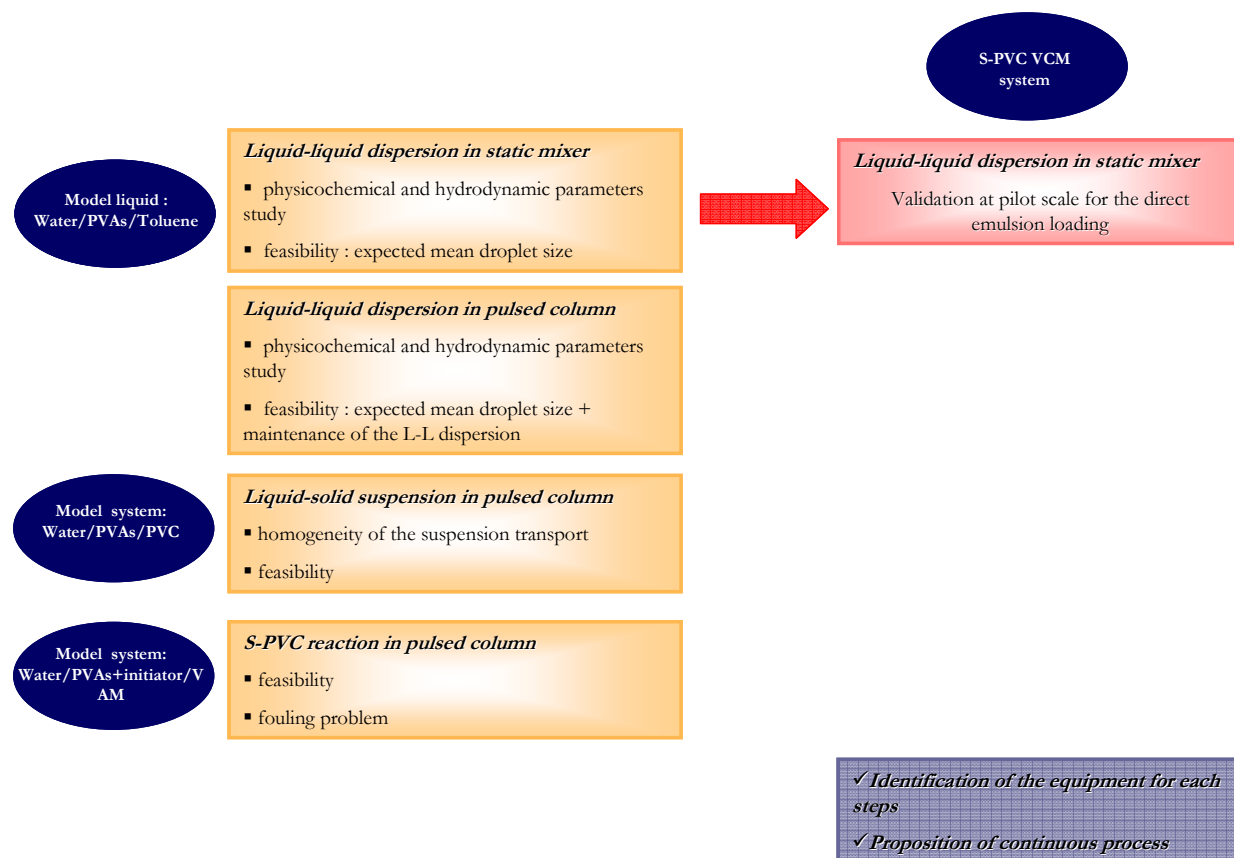 S-PVC VCM
system
Model liquid :
Water/PVAs/Toluene
Liquid-liquid dispersion in static mixer
▪ physicochemical and hydrodynamic parameters
study
▪ feasibility : expected mean droplet size
Liquid-liquid dispersion in static mixer
Validation at pilot scale for the direct
emulsion loading
Liquid-liquid dispersion in pulsed column
▪ physicochemical and hydrodynamic parameters
study
▪ feasibility : expected mean droplet size +
maintenance of the L-L dispersion
Model system:
Water/PVAs/PVC
Liquid-solid suspension in pulsed column
▪ homogeneity of the suspension transport
▪ feasibility
Model system:
Water/PVAs+initiator/V
AM
S-PVC reaction in pulsed column
▪ feasibility
▪ fouling problem
✓Identification of the equipment for each
steps
✓Proposition of continuous process